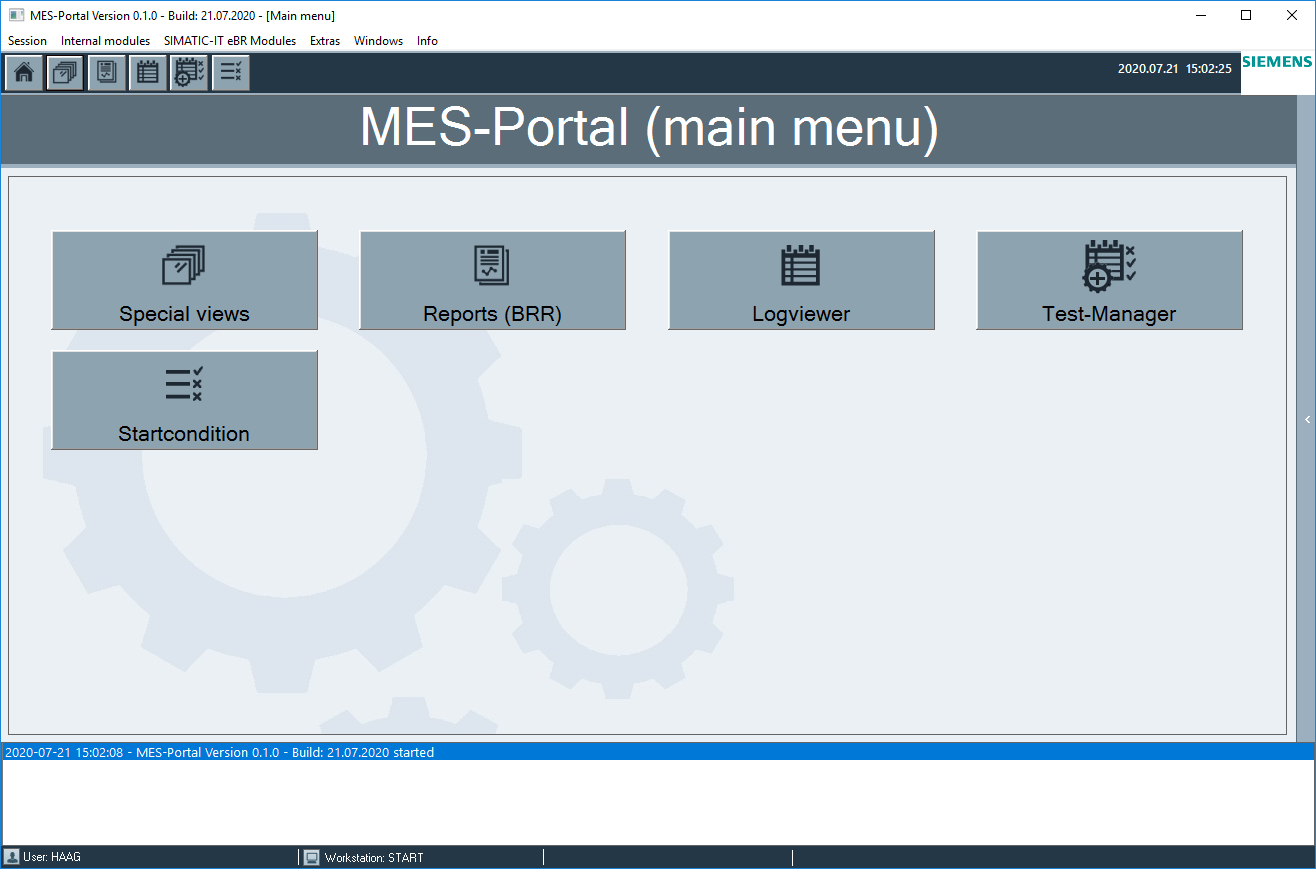 MES-Portal Version 0.1.0 - Build: 21.07.2020 - [Main menu]
Session Internal modules SIMATIC-IT eBR Modules Extras Windows Info
2020.07.21 15:02:25
SIEMENS
MES-Portal (main menu)
Special views
Reports (BRR)
Logviewer
Test-Manager
Startcondition
2020-07-21 15:02:08 - MES-Portal Version 0.1.0 - Build: 21.07.2020 started
User: HAAG
Workstation: START